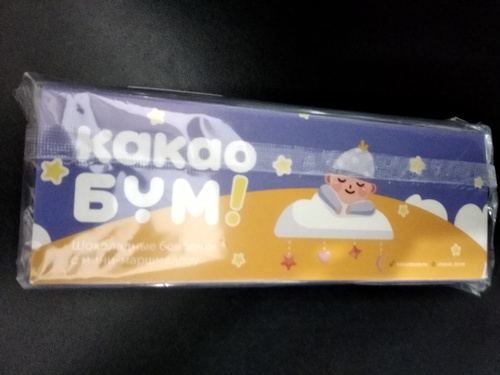 какао
БУМ!
Шоколадные бомбочки
с мини-маршмеллоу